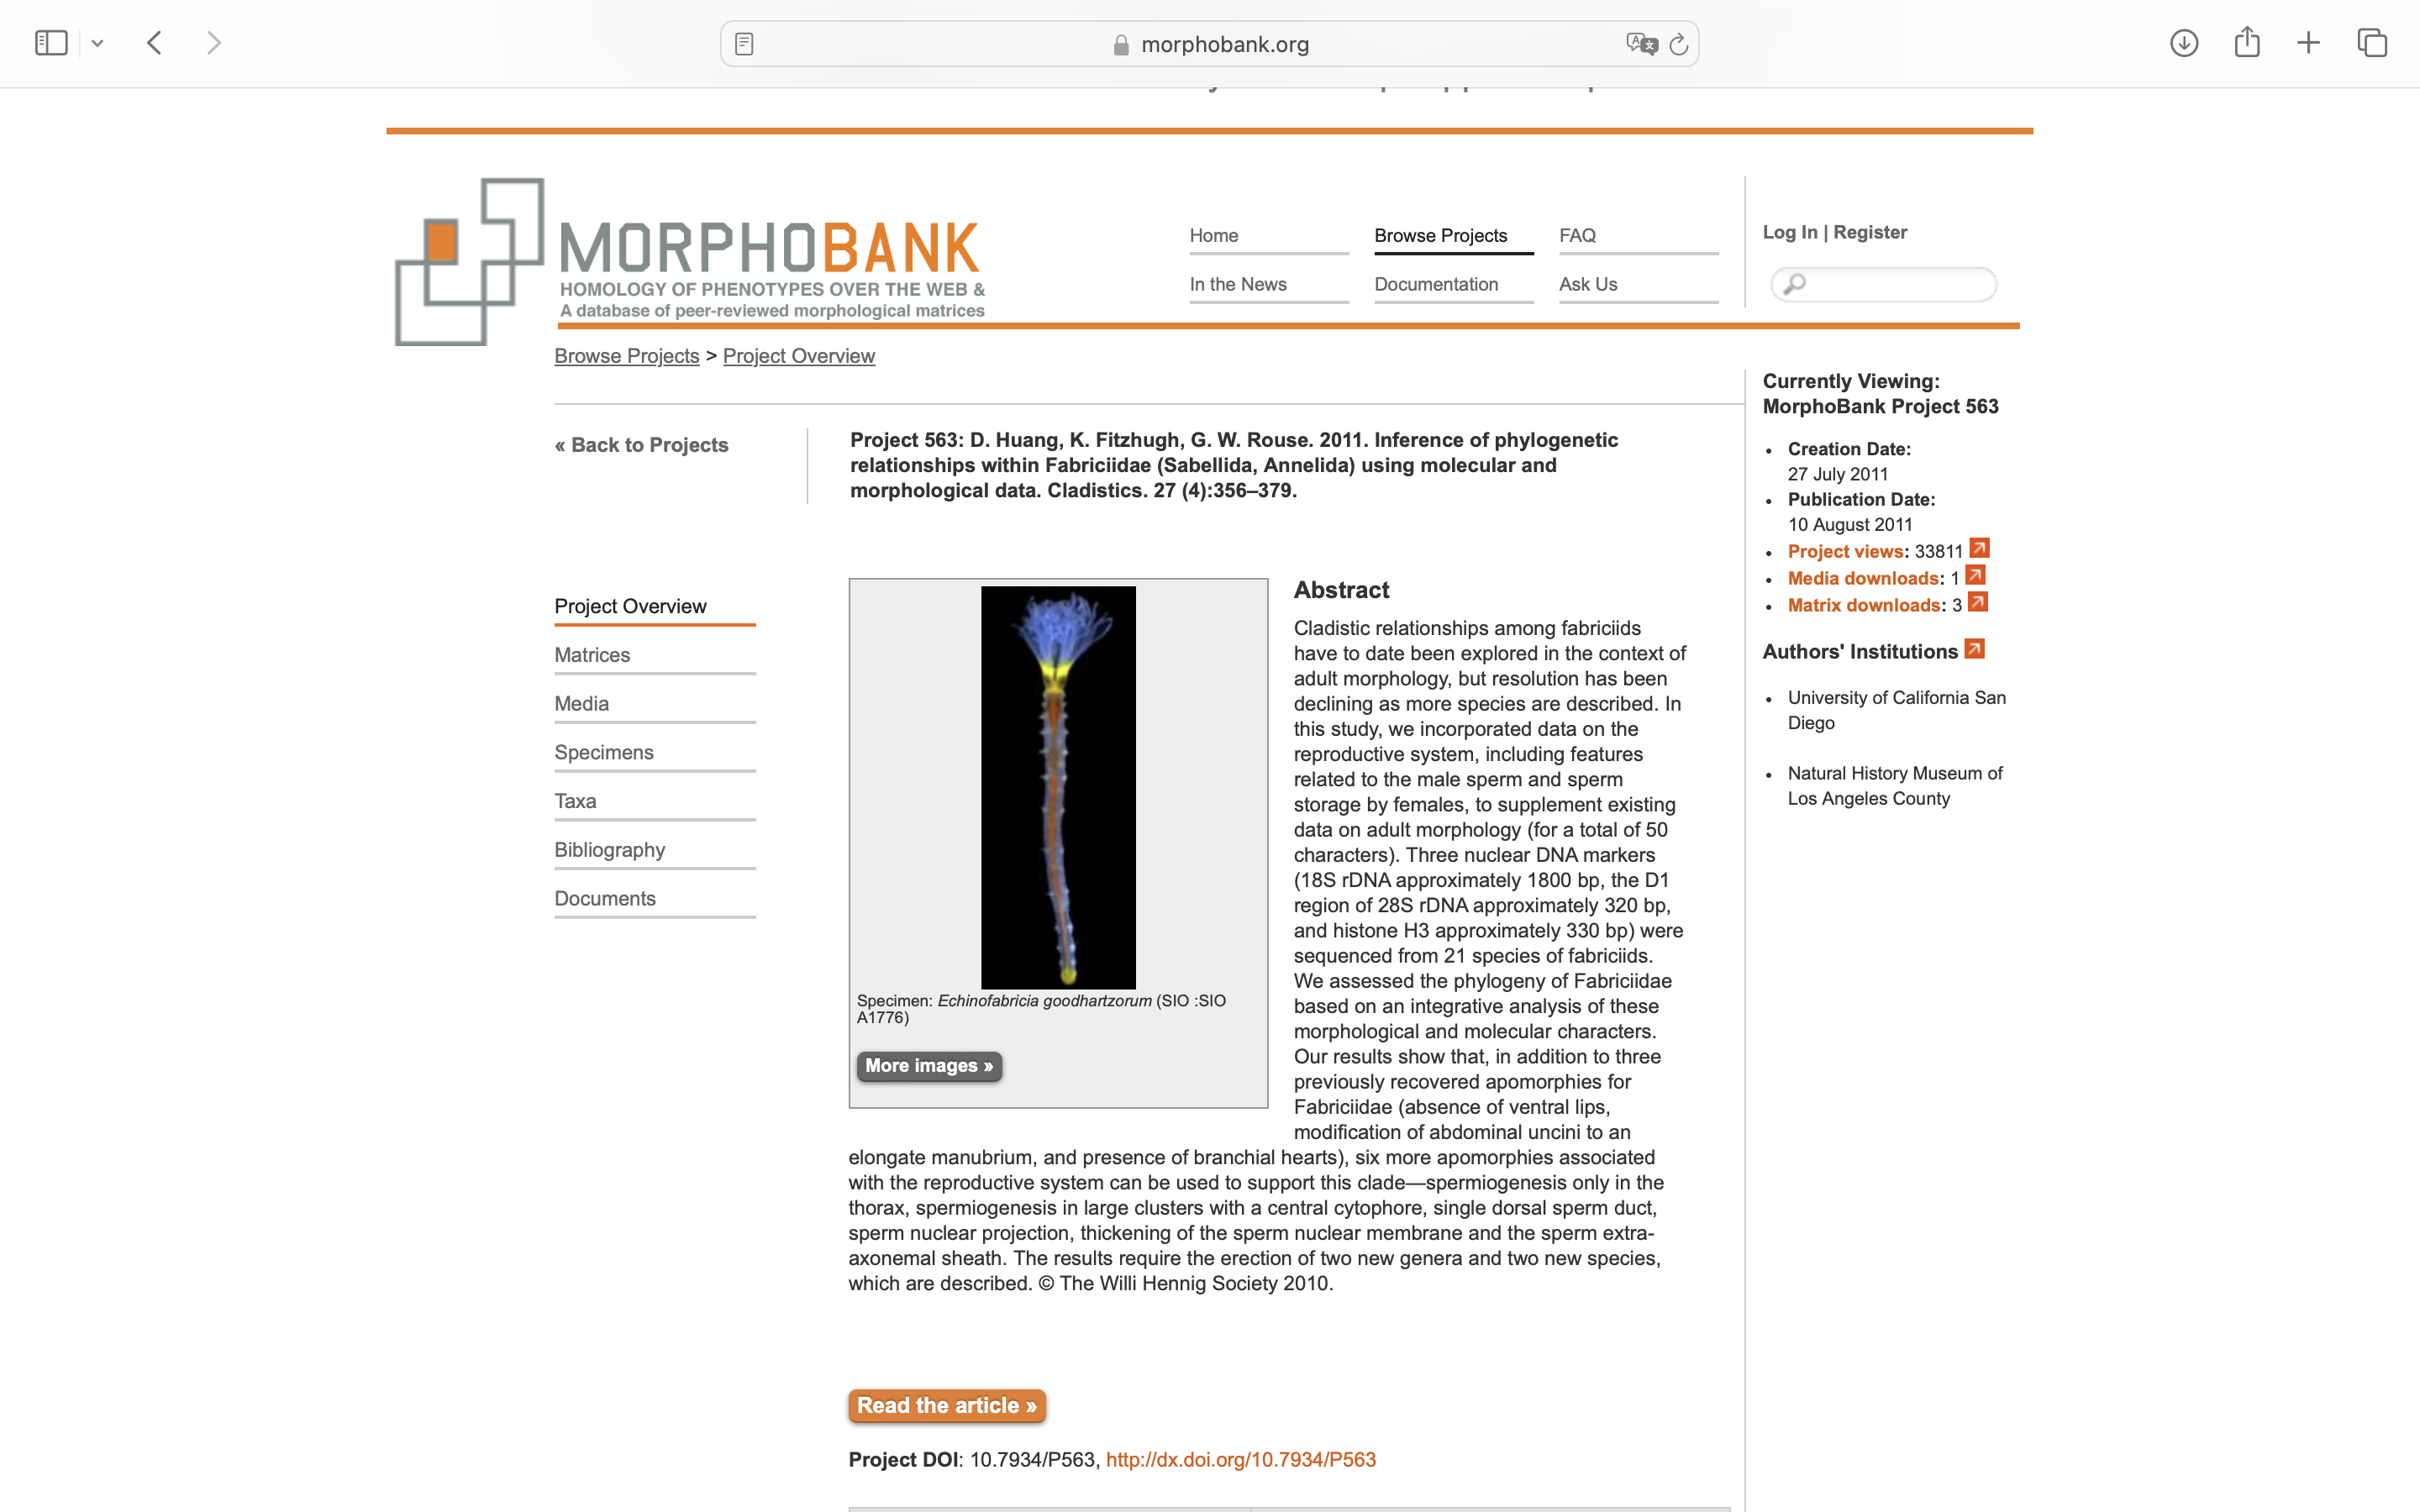 morphobank.org
MORPHOBANK
HOMOLOGY OF PHENOTYPES OVER THE WEB &
A database of peer-reviewed morphological matrices
Home
Browse Projects
FAQ
In the News
Documentation
Ask Us
Log In | Register
Browse Projects > Project Overview
« Back to Projects
Project 563: D. Huang, K. Fitzhugh, G. W. Rouse. 2011. Inference of phylogenetic
relationships within Fabriciidae (Sabellida, Annelida) using molecular and
morphological data. Cladistics. 27 (4):356–379.
Project Overview
Matrices
Media
Specimens
Taxa
Bibliography
Documents
Specimen: Echinofabricia goodhartzorum (SIO :SIO
A1776)
More images »
Abstract
Cladistic relationships among fabriciids
have to date been explored in the context of
adult morphology, but resolution has been
declining as more species are described. In
this study, we incorporated data on the
reproductive system, including features
related to the male sperm and sperm
storage by females, to supplement existing
data on adult morphology (for a total of 50
characters). Three nuclear DNA markers
(18S rDNA approximately 1800 bp, the D1
region of 28S rDNA approximately 320 bp,
and histone H3 approximately 330 bp) were
sequenced from 21 species of fabriciids.
We assessed the phylogeny of Fabriciidae
based on an integrative analysis of these
morphological and molecular characters.
Our results show that, in addition to three
previously recovered apomorphies for
Fabriciidae (absence of ventral lips,
modification of abdominal uncini to an
elongate manubrium, and presence of branchial hearts), six more apomorphies associated
with the reproductive system can be used to support this clade—spermiogenesis only in the
thorax, spermiogenesis in large clusters with a central cytophore, single dorsal sperm duct,
sperm nuclear projection, thickening of the sperm nuclear membrane and the sperm extra-
axonemal sheath. The results require the erection of two new genera and two new species,
which are described. © The Willi Hennig Society 2010.
Read the article »
Project DOI: 10.7934/P563, http://dx.doi.org/10.7934/P563
Currently Viewing:
MorphoBank Project 563
• Creation Date:
27 July 2011
• Publication Date:
10 August 2011
• Project views: 33811
• Media downloads: 1
• Matrix downloads: 3
Authors' Institutions
• University of California San
Diego
• Natural History Museum of
Los Angeles County